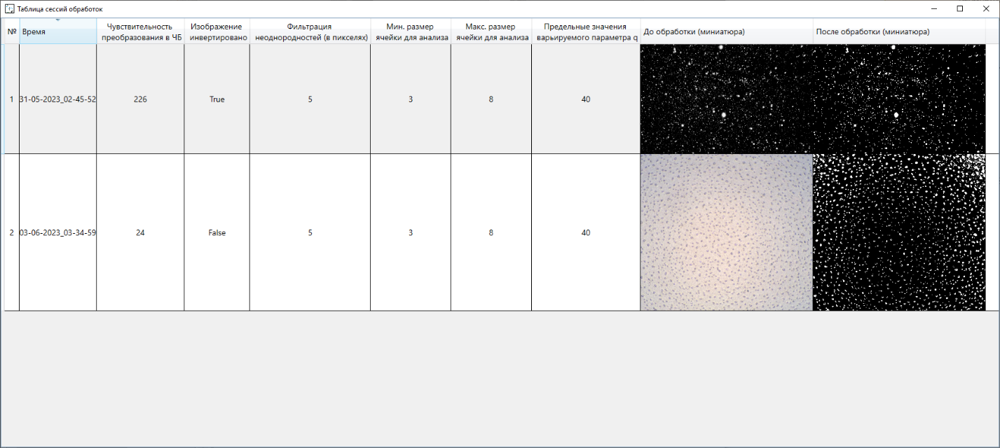 Таблица сессий обработок
№
Время
Чувствительность
преобразования в ЧБ
Изображение
инвертировано
Фильтрация
неоднородностей (в пикселях)
Мин. размер
ячейки для анализа
Макс. размер
ячейки для анализа
Предельные значения
варьируемого параметра q
До обработки (миниатюра)
После обработки (миниатюра)
1
31-05-2023_02-45-52
226
True
5
3
8
40
2
03-06-2023_03-34-59
24
False
5
3
8
40